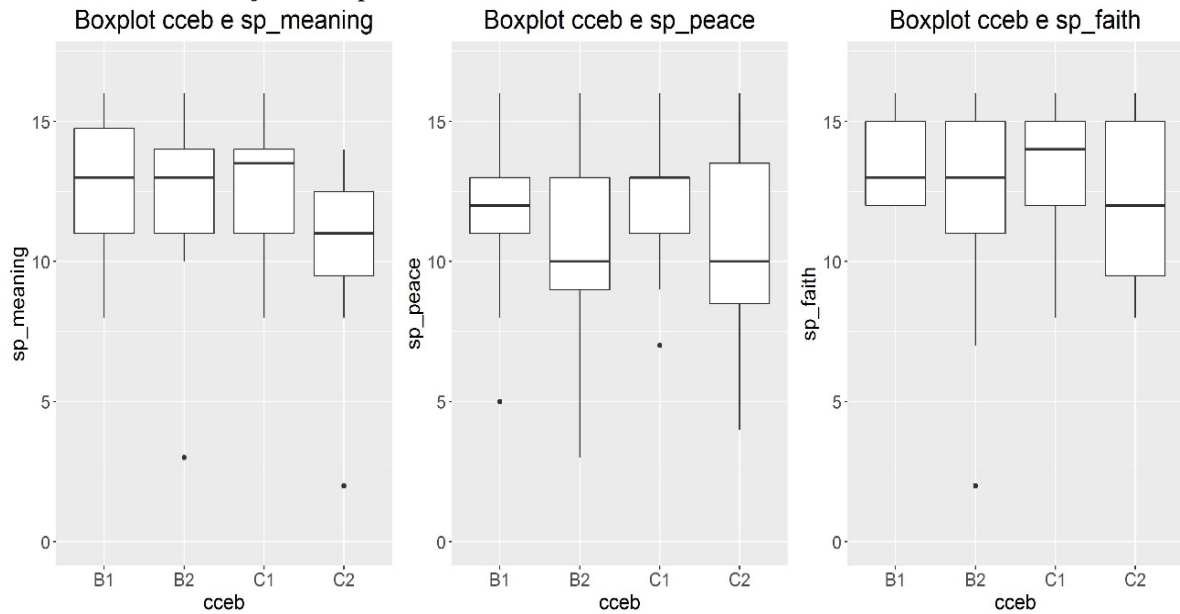 Boxplot cceb e sp_meaning
sp_meaning
15
10
5
0
B1 B2 C1 C2
cceb
Boxplot cceb e sp_peace
sp_peace
15
10
5
0
B1 B2 C1 C2
cceb
Boxplot cceb e sp_faith
sp_faith
15
10
5
0
B1 B2 C1 C2
cceb